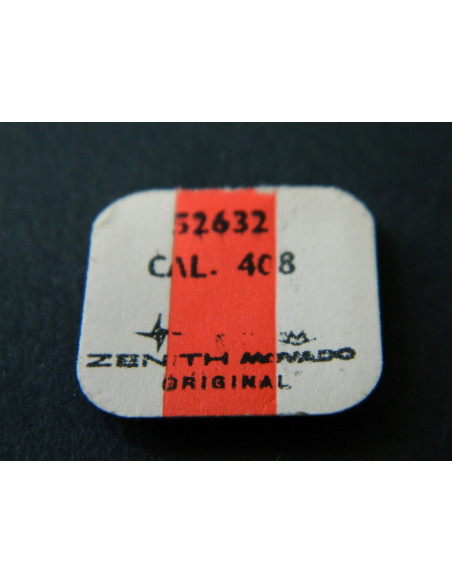 52632
CAL. 408
ZENITH MOVADO
ORIGINAL